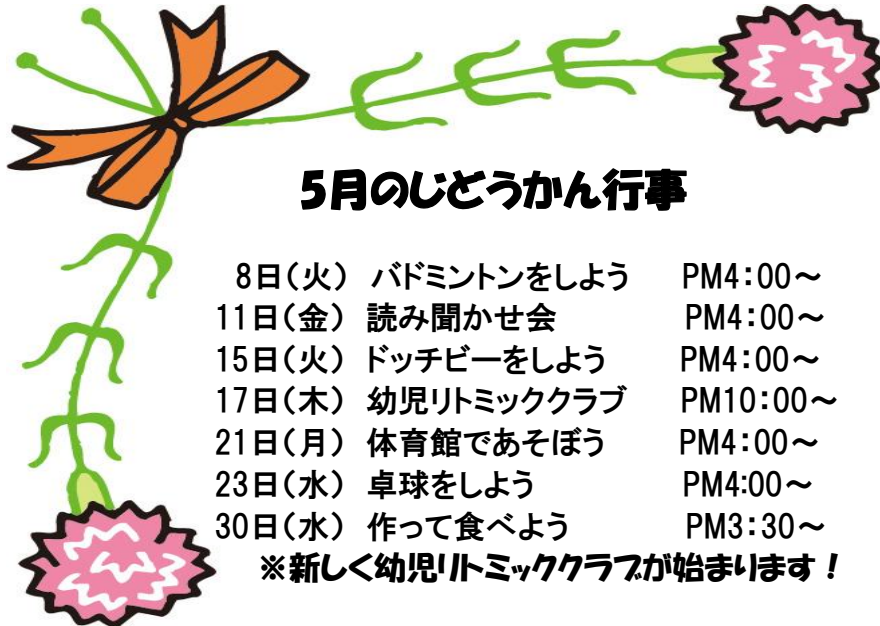 5月のじどうかん行事
8日(火) バドミントンをしよう PM4:00~
11日(金) 読み聞かせ会 PM4:00~
15日(火) ドッチビーをしよう PM4:00~
17日(木) 幼児リトミッククラブ PM10:00~
21日(月) 体育館であそぼう PM4:00~
23日(水) 卓球をしよう PM4:00~
30日(水) 作って食べよう PM3:30~
※新しく幼児リトミッククラブが始まります！